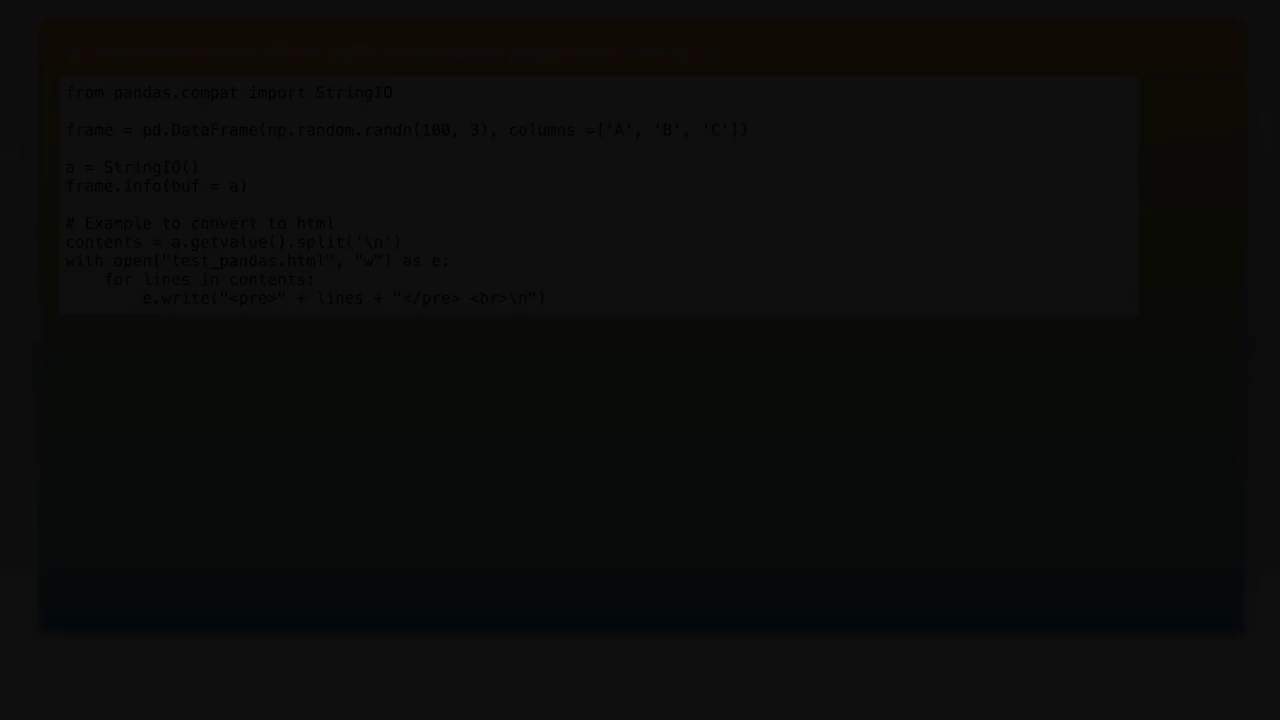 from pandas.compat import StringIO
frame = pd.DataFrame(np.random.randn(100, 3), columns =['A', 'B', 'C'])
a = StringIO()
frame.info(buf = a)
# Example to convert to html
contents = a.getvalue().split('\n')
with open("test_pandas.html", "w") as e:
    for lines in contents:
        e.write("<pre>" + lines + "</pre> <br>\n")